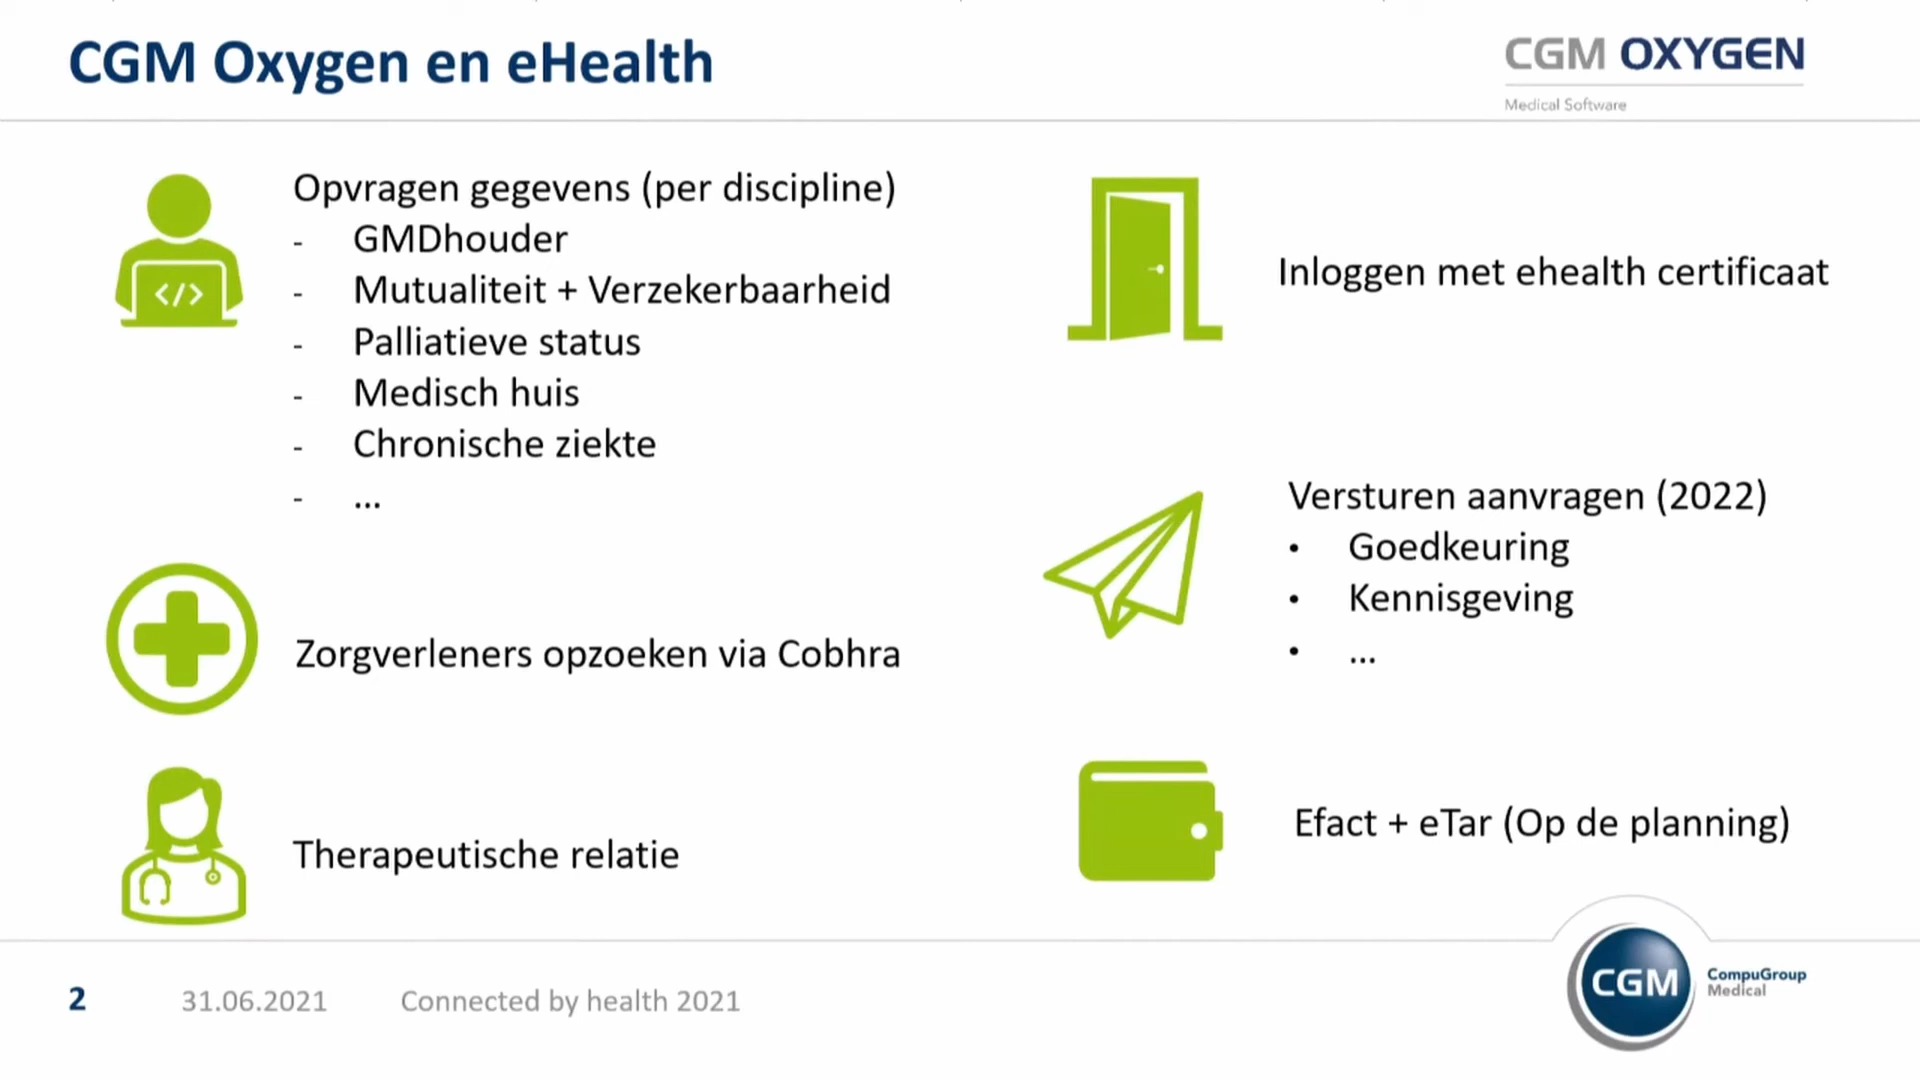 CGM Oxygen en eHealth
CGM OXYGEN
Medical Software
Opvragen gegevens (per discipline)
- GMDhouder
- Mutualiteit + Verzekerbaarheid
- Palliatieve status
- Medisch huis
- Chronische ziekte
- ...
</>
Zorgverleners opzoeken via Cobhra
Therapeutische relatie
Inloggen met ehealth certificaat
Versturen aanvragen (2022)
• Goedkeuring
• Kennisgeving
• ...
Efact + eTar (Op de planning)
2
31.06.2021
Connected by health 2021
CGM
CompuGroup
Medical